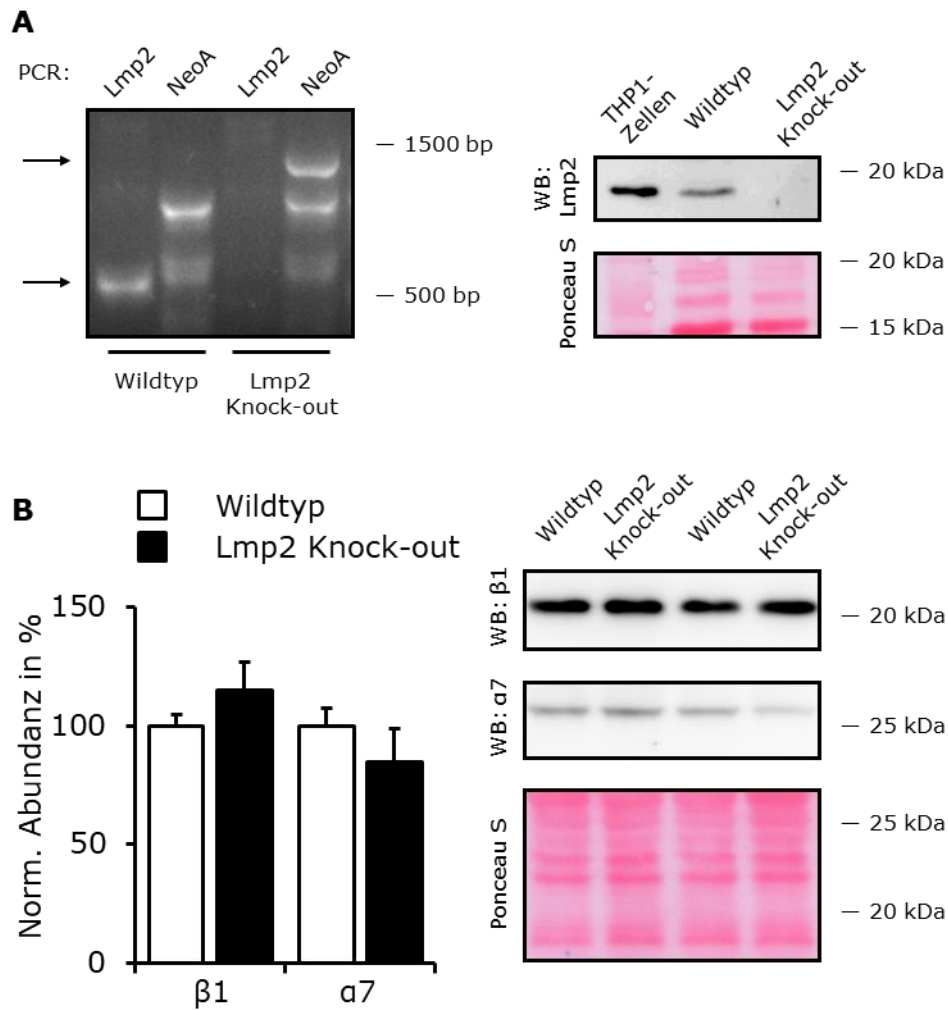 A
PCR:
Lmp2
NeoA
Lmp2
NeoA
— 1500 bp
— 500 bp
Wildtyp
Lmp2
Knock-out
THP1-
Zellen
Wildtyp
Lmp2
Knock-out
WB:
Lmp2
— 20 kDa
Ponceau S
— 20 kDa
— 15 kDa
B
Wildtyp
Lmp2 Knock-out
Norm. Abundanz in %
150
100
50
0
β1
α7
Wildtyp
Lmp2
Knock-out
Wildtyp
Lmp2
Knock-out
WB: β1
— 20 kDa
WB: α7
— 25 kDa
Ponceau S
— 25 kDa
— 20 kDa